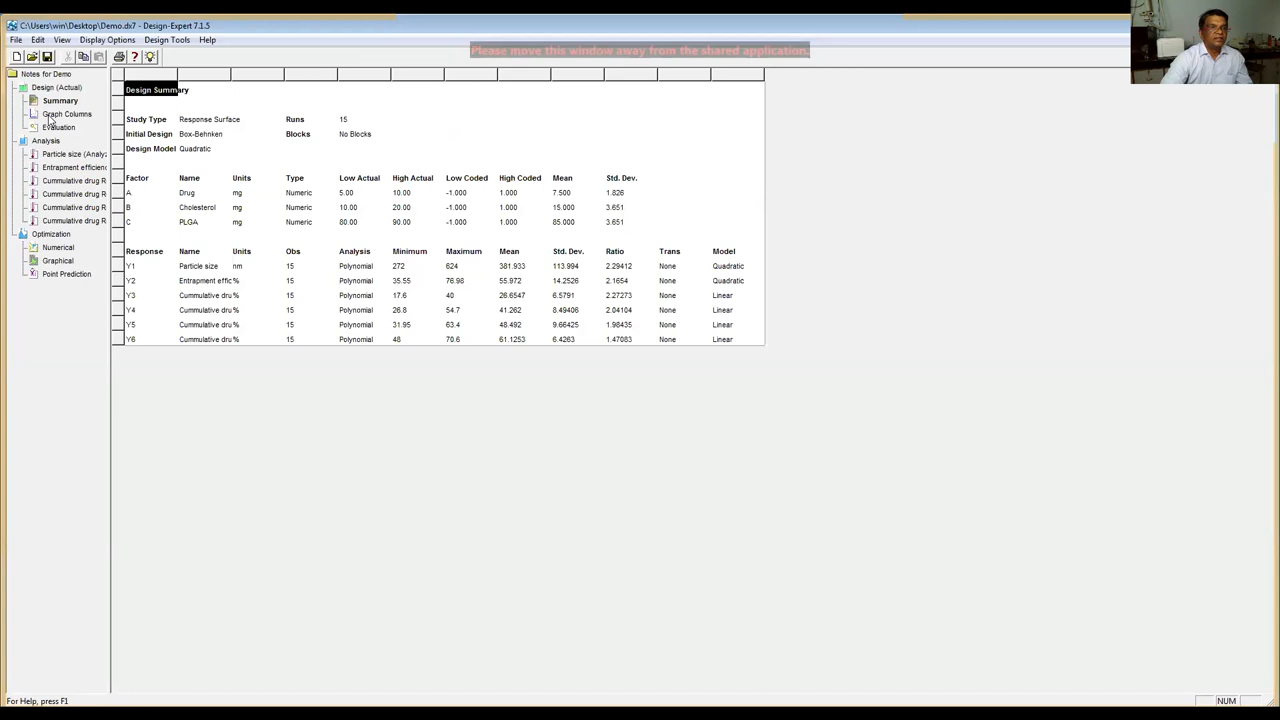 C:\Users\win\Desktop\Demo.dx7 - Design-Expert 7.1.5
File Edit View Display Options Design Tools Help
Please move this window away from the shared application.
Notes for Demo
Design (Actual)
Summary
Graph Columns
Evaluation
Analysis
Particle size (Analyz
Entrapment efficienc
Cummulative drug R
Cummulative drug R
Cummulative drug R
Cummulative drug R
Optimization
Numerical
Graphical
Point Prediction
Design Summary
Study Type Response Surface Runs 15
Initial Design Box-Behnken Blocks No Blocks
Design Model Quadratic
Factor Name Units Type Low Actual High Actual Low Coded High Coded Mean Std. Dev.
A Drug mg Numeric 5.00 10.00 -1.000 1.000 7.500 1.826
B Cholesterol mg Numeric 10.00 20.00 -1.000 1.000 15.000 3.651
C PLGA mg Numeric 80.00 90.00 -1.000 1.000 85.000 3.651
Response Name Units Obs Analysis Minimum Maximum Mean Std. Dev. Ratio Trans Model
Y1 Particle size nm 15 Polynomial 272 624 381.933 113.994 2.29412 None Quadratic
Y2 Entrapment effic % 15 Polynomial 35.55 76.98 55.972 14.2526 2.1654 None Quadratic
Y3 Cummulative dru % 15 Polynomial 17.6 40 26.6547 6.5791 2.27273 None Linear
Y4 Cummulative dru % 15 Polynomial 26.8 54.7 41.262 8.49406 2.04104 None Linear
Y5 Cummulative dru % 15 Polynomial 31.95 63.4 48.492 9.66425 1.98435 None Linear
Y6 Cummulative dru % 15 Polynomial 48 70.6 61.1253 6.4263 1.47083 None Linear
For Help, press F1
NUM